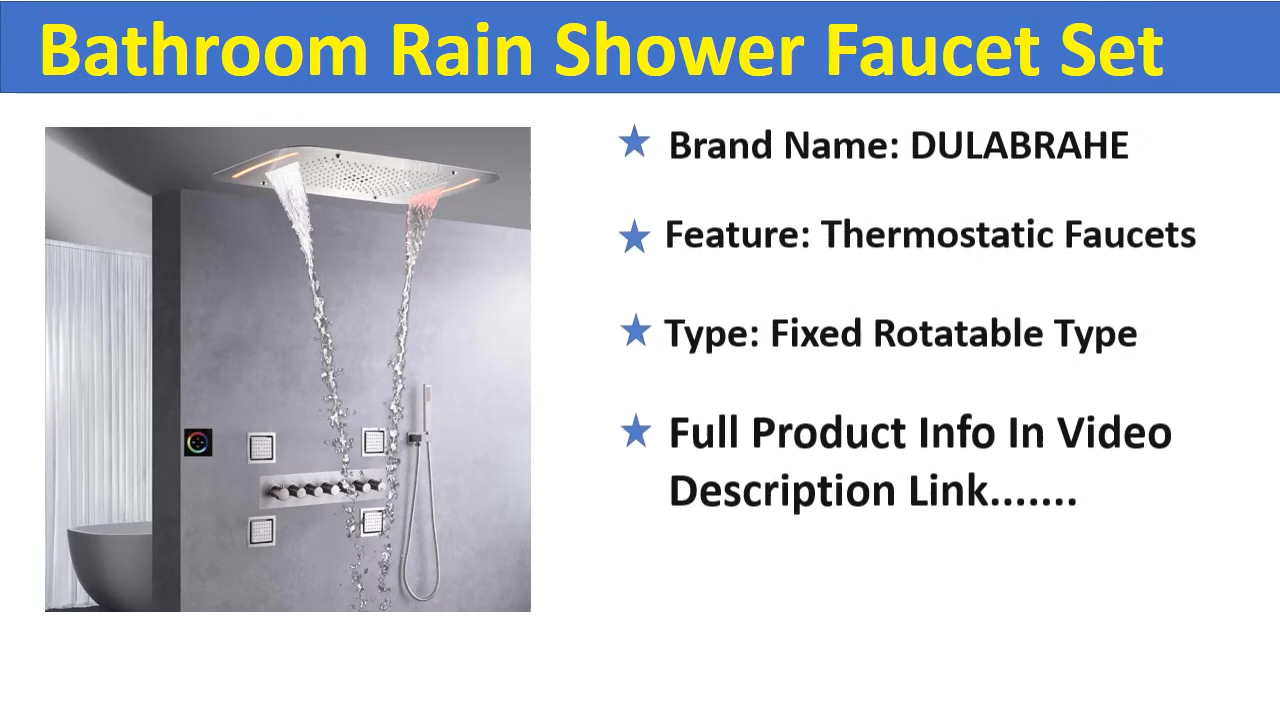 Bathroom Rain Shower Faucet Set
Brand Name: DULABRAHE
Feature: Thermostatic Faucets
Type: Fixed Rotatable Type
Full Product Info In Video
Description Link.......